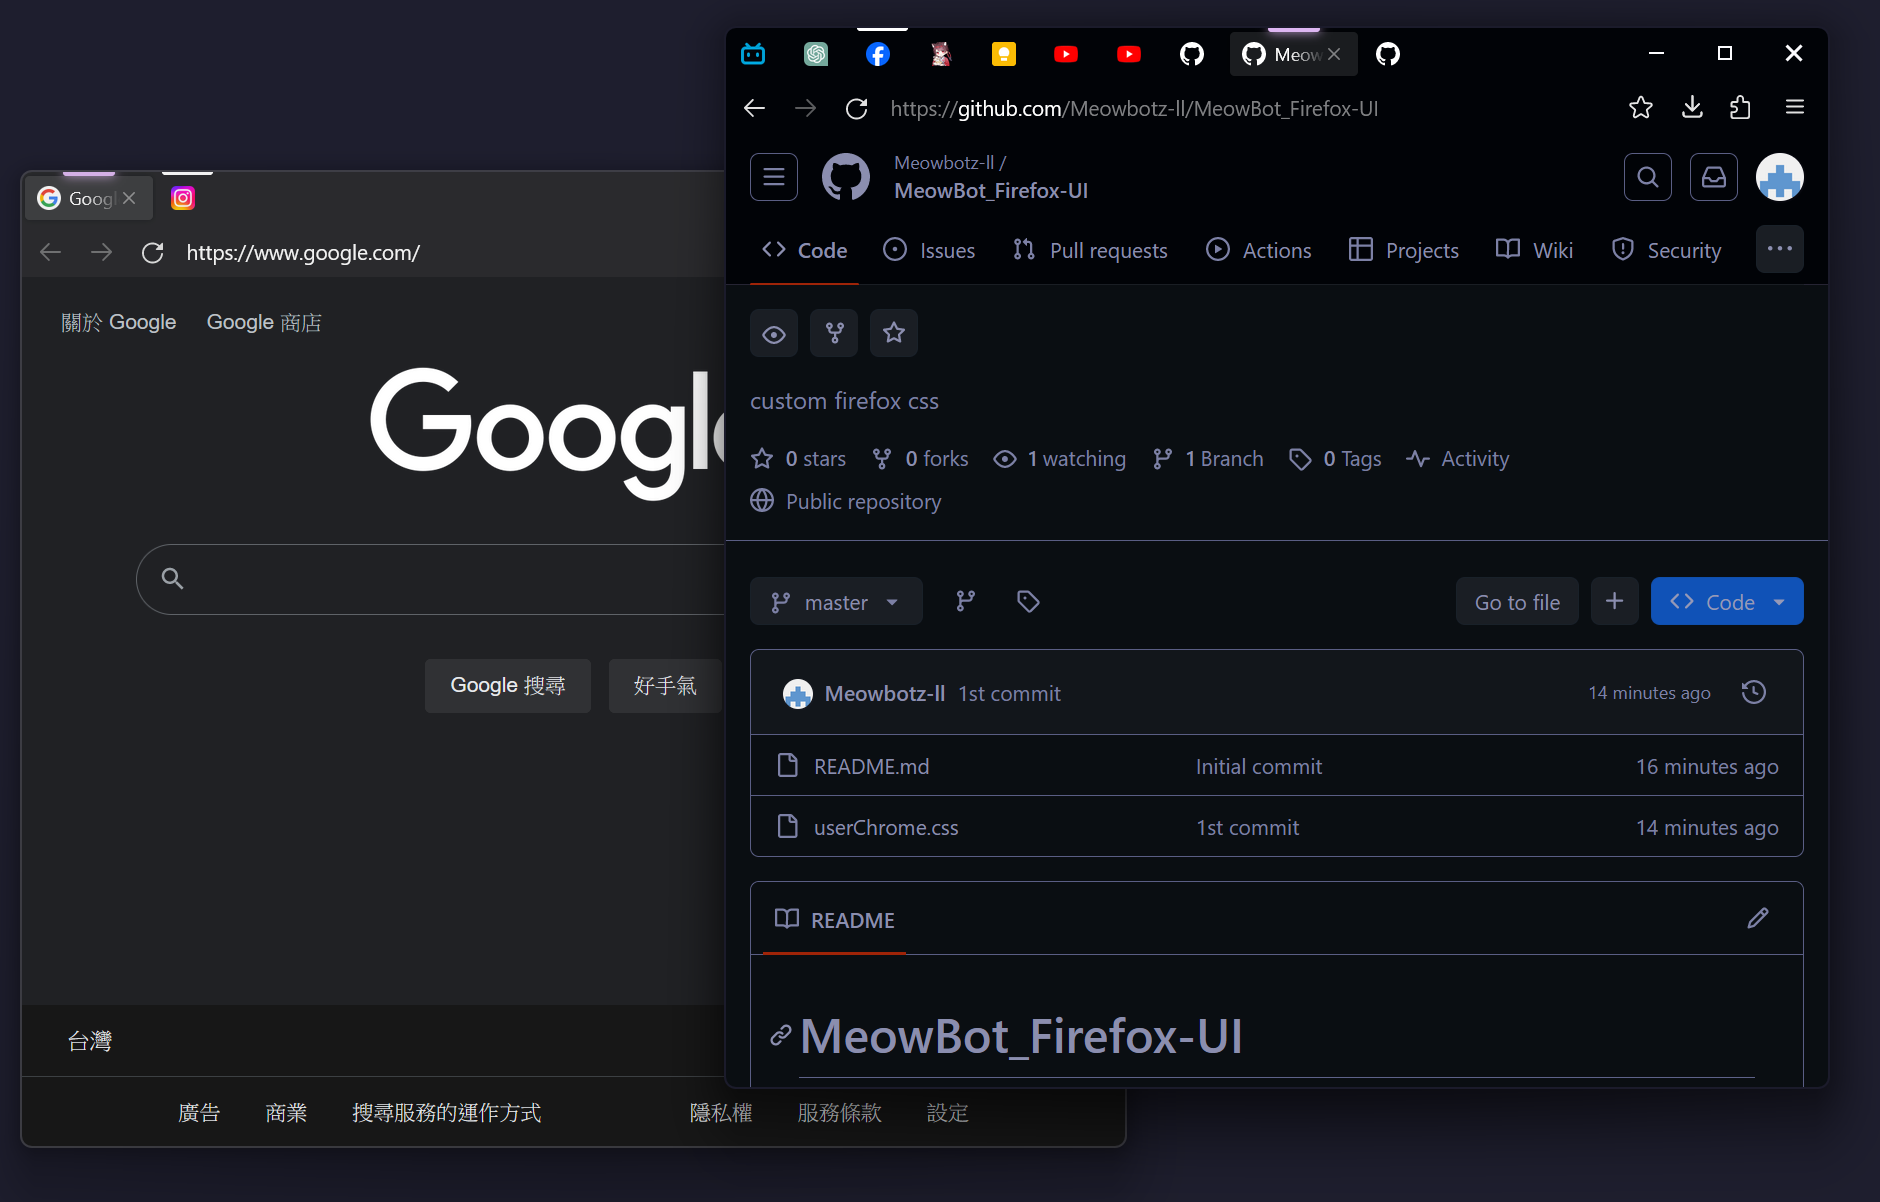 Googl
https://www.google.com/
關於 Google
Google 商店
Google
Google 搜尋
好手氣
台灣
廣告
商業
搜尋服務的運作方式
隱私權
服務條款
設定
Meow
https://github.com/Meowbotz-ll/MeowBot_Firefox-UI
Meowbotz-ll /
MeowBot_Firefox-UI
Code
Issues
Pull requests
Actions
Projects
Wiki
Security
custom firefox css
0 stars
0 forks
1 watching
1 Branch
0 Tags
Activity
Public repository
master
Go to file
Code
Meowbotz-ll 1st commit
14 minutes ago
README.md
Initial commit
16 minutes ago
userChrome.css
1st commit
14 minutes ago
README
MeowBot_Firefox-UI